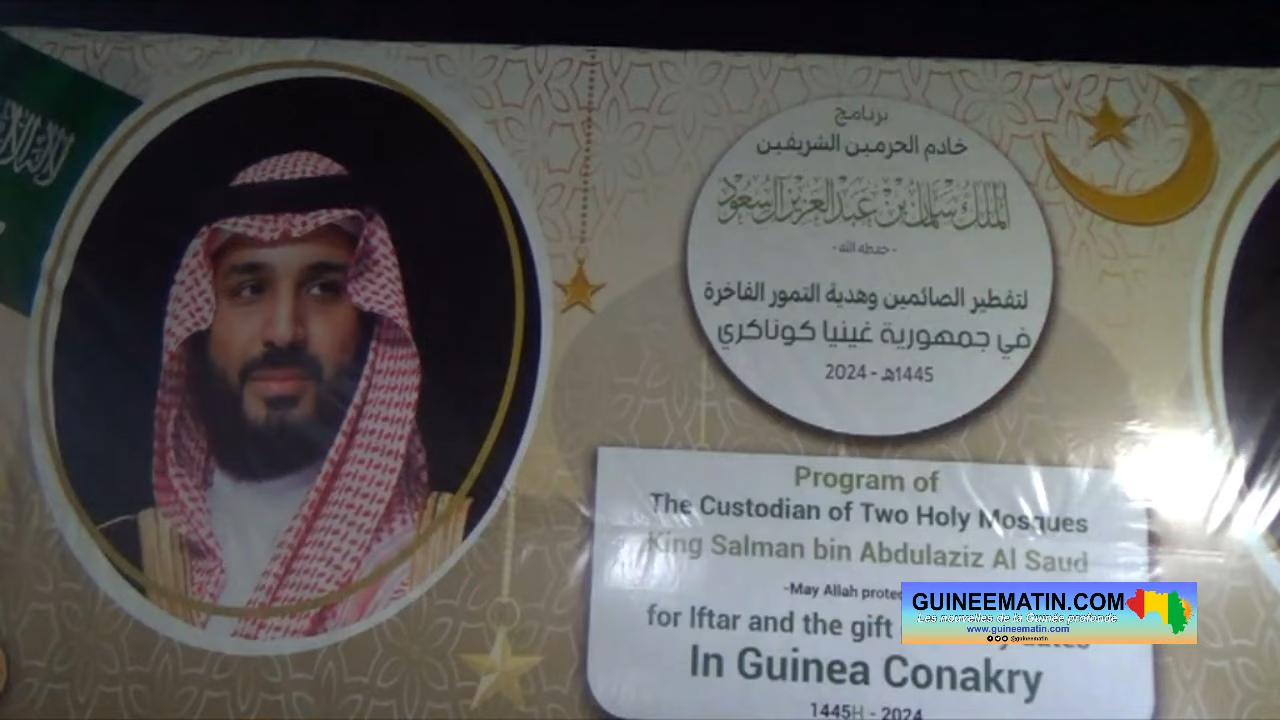 برنامج
خادم الحرمين الشريفين
الملك سلمان بن عبدالعزيز آل سعود
- حفظه الله -
لتفطير الصائمين وهدية التمور الفاخرة
في جمهورية غينيا كوناكري
1445هـ - 2024
Program of
The Custodian of Two Holy Mosques
King Salman bin Abdulaziz Al Saud
-May Allah protec
for Iftar and the gift
In Guinea Conakry
1445H - 2024
GUINEEMATIN.COM
Les nouvelles de la Guinée profonde
www.guineematin.com
@guineematin